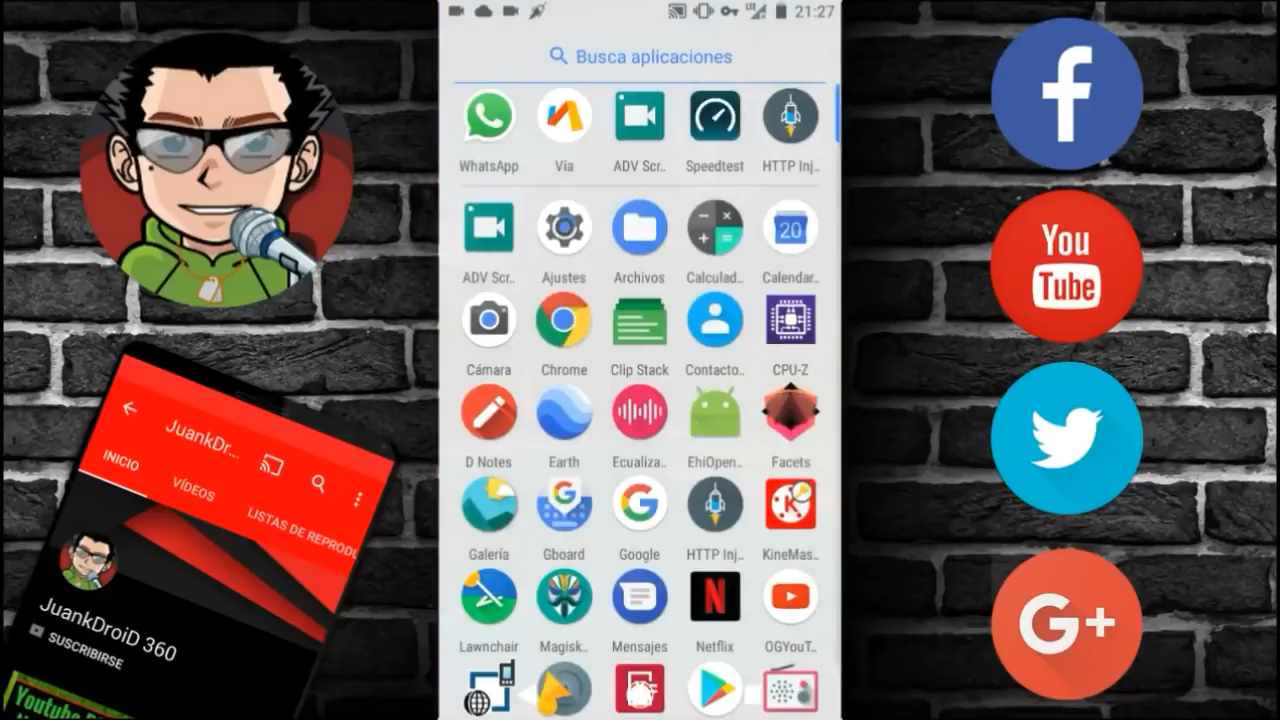 21:27
Busca aplicaciones
WhatsApp
Via
ADV Scr..
Speedtest
HTTP Inj..
ADV Scr..
Ajustes
Archivos
Calculad..
20
Calendar..
Cámara
Chrome
Clip Stack
Contacto..
CPU-Z
D Notes
Earth
Ecualiza..
EhiOpen..
Facets
G
Galería
Gboard
G
Google
HTTP Inj..
K
KineMas..
Lawnchair
Magisk..
Mensajes
N
Netflix
OGYouT..
JuankDr...
INICIO
VÍDEOS
LISTAS DE REPRODU
JuankDroiD 360
SUSCRIBIRSE
f
You
Tube
G+